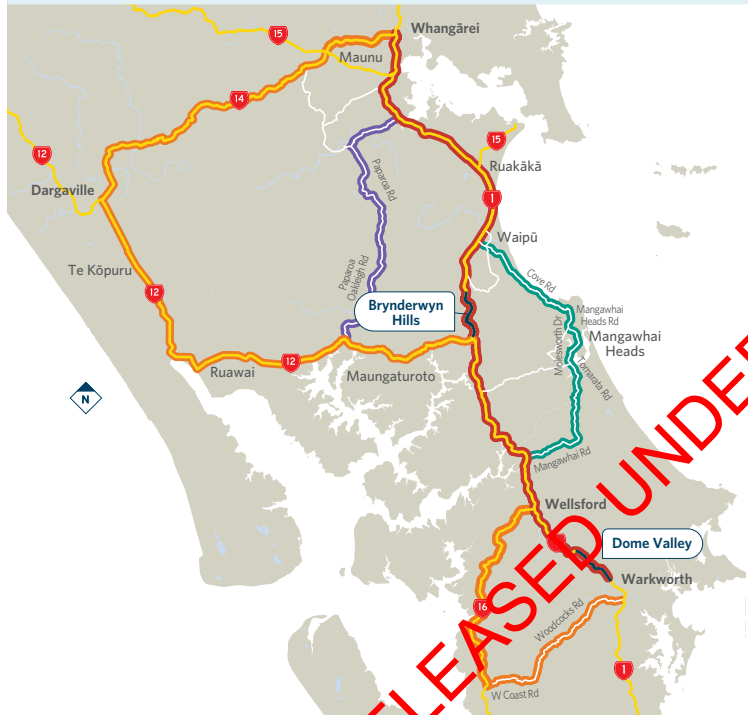 Whangārei
15
Maunu
14
12
15
Ruakākā
Paparoa Rd
Dargaville
1
Waipū
Te Kōpuru
Paparoa
Oakleigh Rd
Cove Rd
12
Brynderwyn
Hills
Mangawhai
Heads Rd
Molesworth Dr
Mangawhai
Heads
12
Ruawai
Maungaturoto
Tomarata Rd
N
Mangawhai Rd
Wellsford
Dome Valley
Warkworth
16
Woodcocks Rd
1
W Coast Rd
ELEASED UNDER